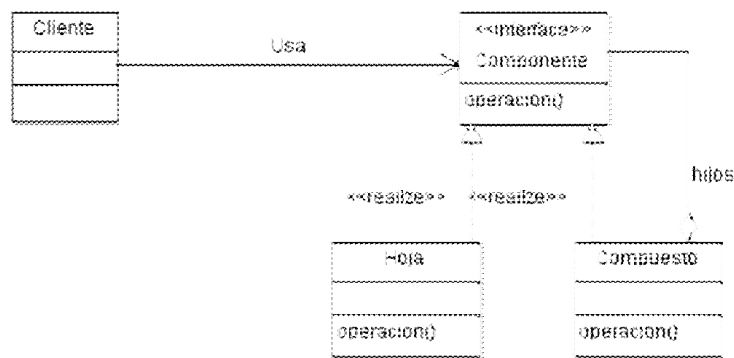 Cliente
Usa
<<interface>>
Componente
operacion()
hijos
<<realize>> <<realize>>
Hoja
operacion()
Compuesto
operacion()